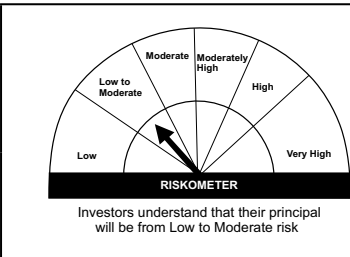 Moderate
Moderately
High
Low to
Moderate
High
Low
Very High
RISKOMETER
Investors understand that their principal
will be from Low to Moderate risk